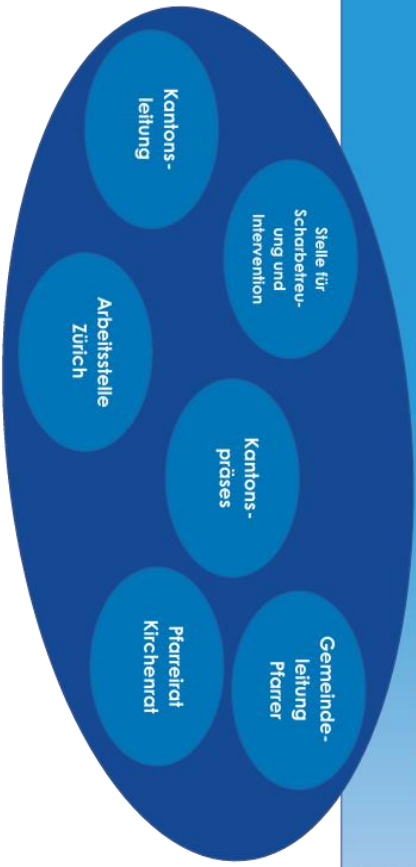 Stelle für
Scharbetreu-
ung und
Intervention
Gemeinde-
leitung
Pfarrer
Kantons-
präses
Kantons-
leitung
Pfarreirat
Kirchenrat
Arbeitsstelle
Zürich